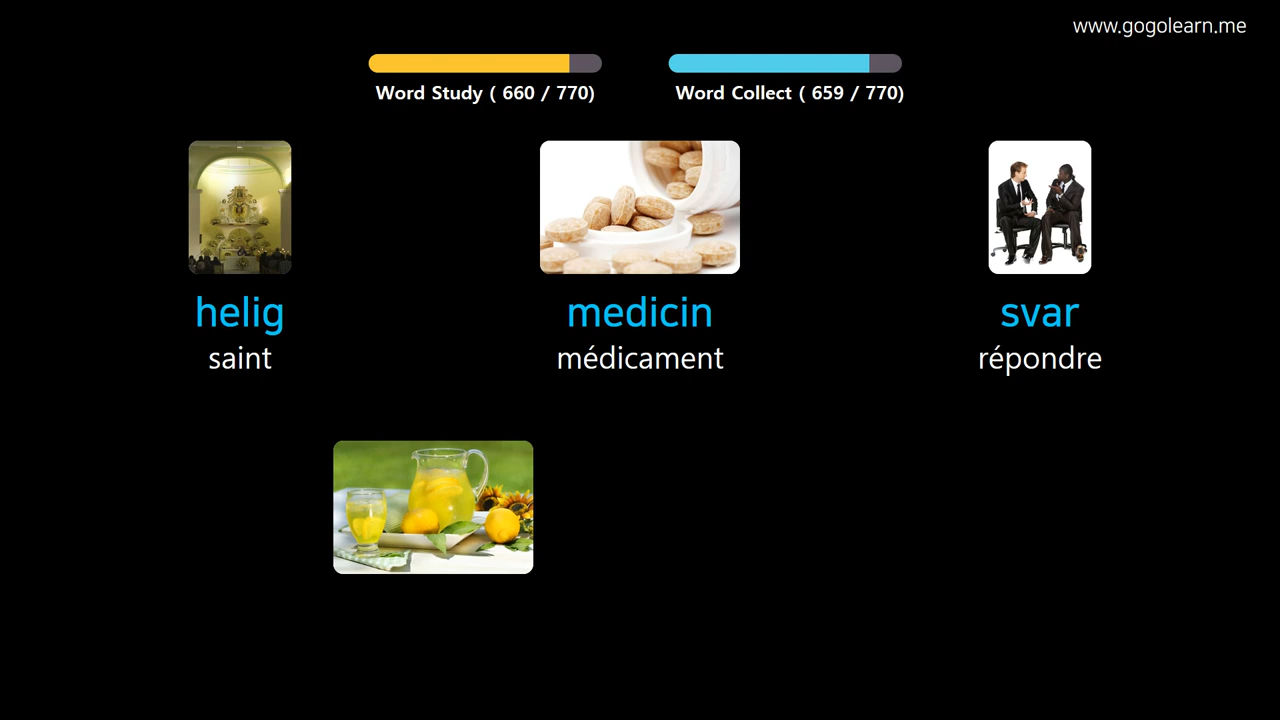 www.gogolearn.me
Word Study ( 660 / 770)
Word Collect ( 659 / 770)
helig
saint
medicin
médicament
svar
répondre